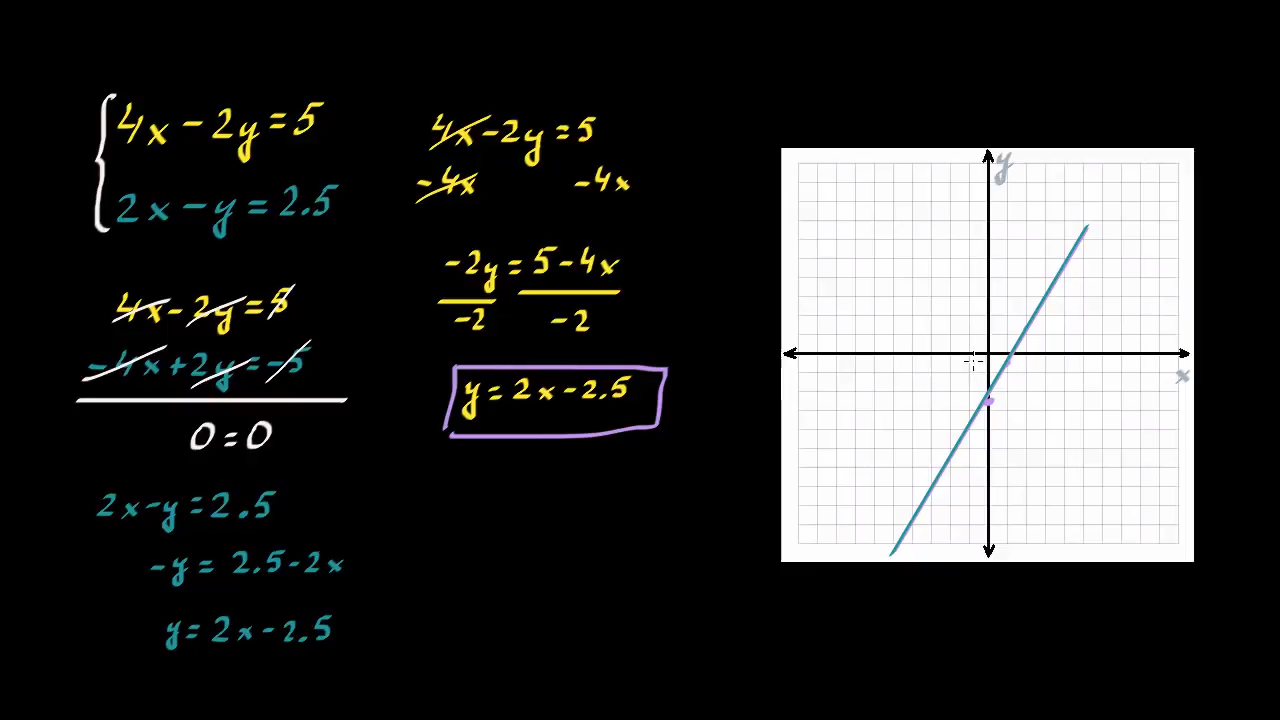 4x-2y=5
2x-y=2.5
4x-2y=5
-4x+2y=-5
0=0
2x-y=2.5
-y=2.5-2x
y=2x-2.5
4x-2y=5
-4x -4x
-2y=5-4x
-2 -2
y=2x-2.5
y
x